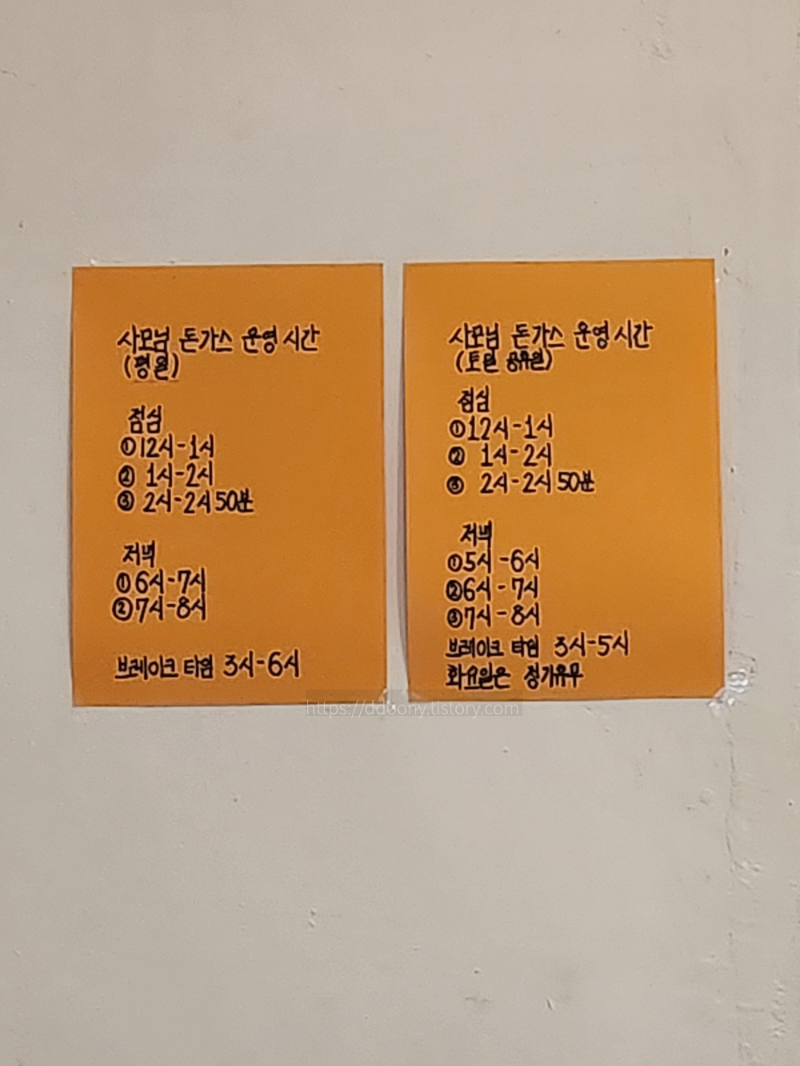 사모님 돈가스 운영 시간
(평일)
점심
① 12시-1시
② 1시-2시
③ 2시-2시 50분
저녁
① 6시-7시
② 7시-8시
브레이크 타임 3시-6시
사모님 돈가스 운영 시간
(토일 공휴일)
점심
① 12시-1시
② 1시-2시
③ 2시-2시 50분
저녁
① 5시-6시
② 6시-7시
③ 7시-8시
브레이크 타임 3시-5시
화요일은 정기휴무
https://ddoony.tistory.com